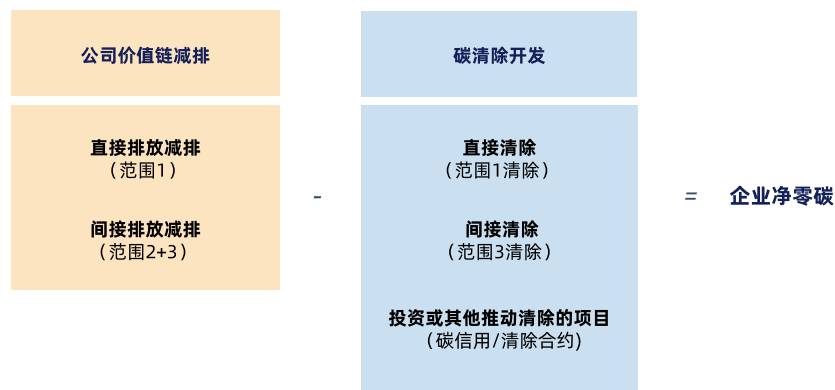 公司价值链减排
碳清除开发
直接排放减排
（范围1）
间接排放减排
（范围2+3）
-
直接清除
（范围1清除）
间接清除
（范围3清除）
投资或其他推动清除的项目
（碳信用/清除合约)
=
企业净零碳